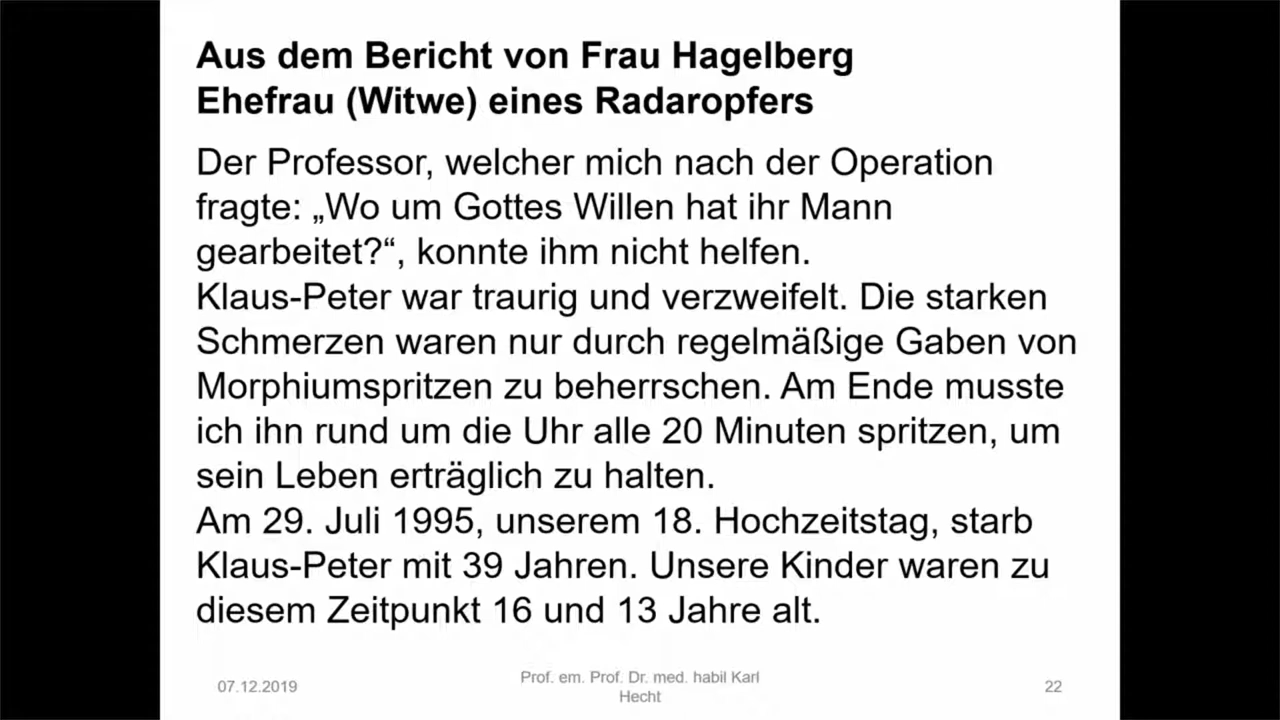 Aus dem Bericht von Frau Hagelberg
Ehefrau (Witwe) eines Radaropfers
Der Professor, welcher mich nach der Operation
fragte: „Wo um Gottes Willen hat ihr Mann
gearbeitet?“, konnte ihm nicht helfen.
Klaus-Peter war traurig und verzweifelt. Die starken
Schmerzen waren nur durch regelmäßige Gaben von
Morphiumspritzen zu beherrschen. Am Ende musste
ich ihn rund um die Uhr alle 20 Minuten spritzen, um
sein Leben erträglich zu halten.
Am 29. Juli 1995, unserem 18. Hochzeitstag, starb
Klaus-Peter mit 39 Jahren. Unsere Kinder waren zu
diesem Zeitpunkt 16 und 13 Jahre alt.
07.12.2019
Prof. em. Prof. Dr. med. habil Karl
Hecht
22